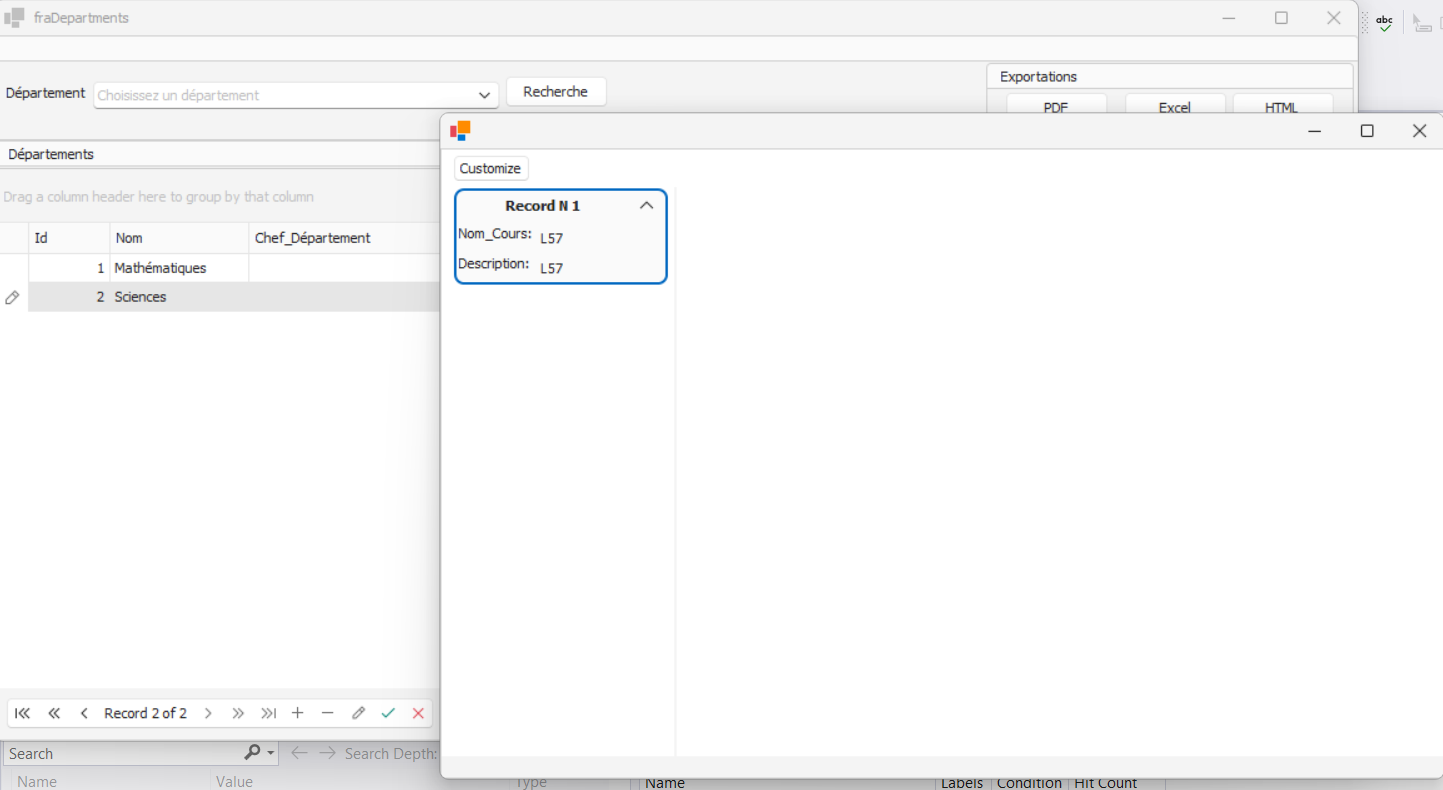 fraDepartments
abc
Département Choisissez un département Recherche
Exportations
PDF Excel HTML
Départements
Drag a column header here to group by that column
Id Nom Chef_Département
1 Mathématiques
2 Sciences
Record 2 of 2
Customize
Record N 1
Nom_Cours: L57
Description: L57
Search Search Depth:
Name Value Type Name Labels Condition Hit Count